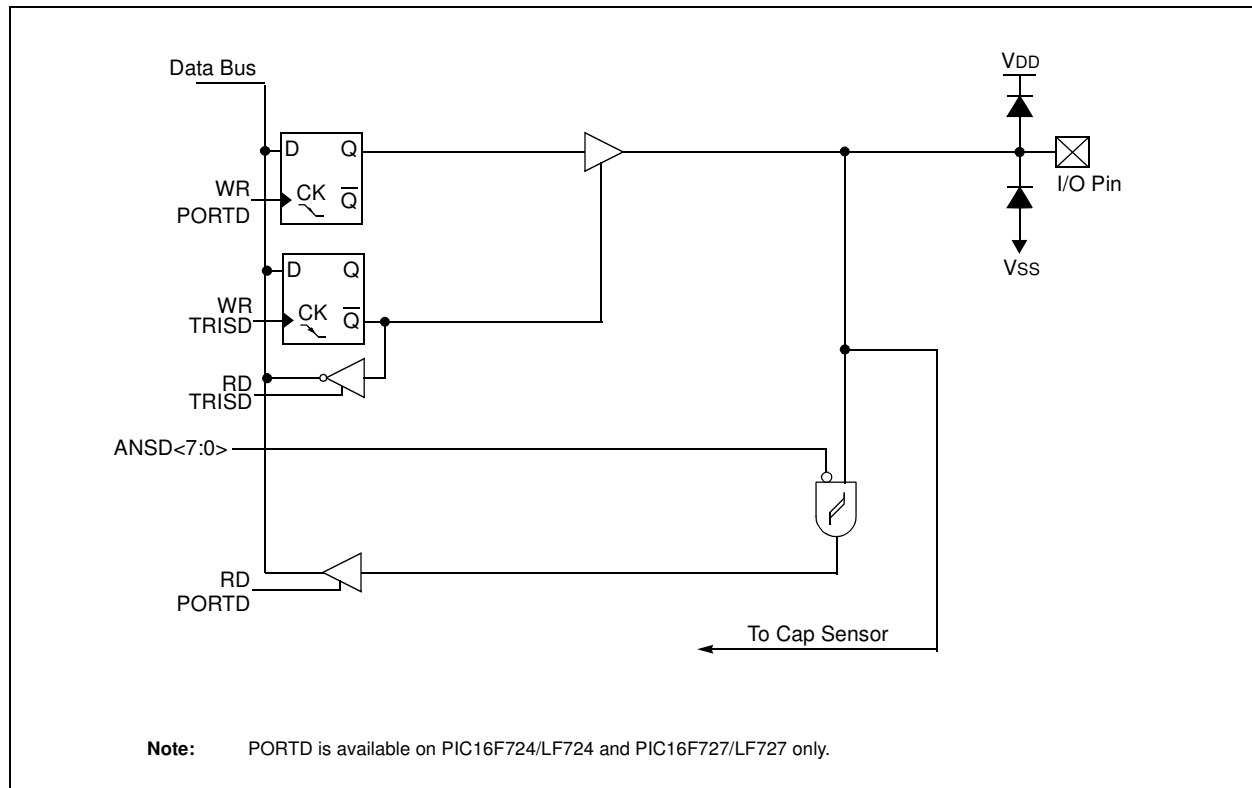 Data Bus
VDD
D Q
WR
PORTD
CK Q
I/O Pin
D Q
VSS
WR
TRISD
CK Q
RD
TRISD
ANSD<7:0>
RD
PORTD
To Cap Sensor
Note: PORTD is available on PIC16F724/LF724 and PIC16F727/LF727 only.